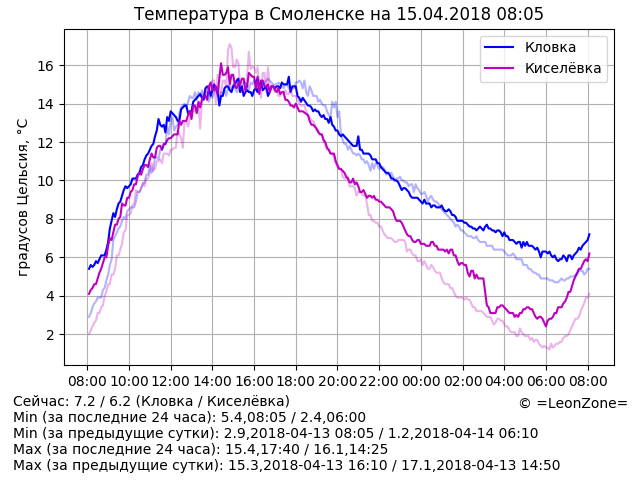 Температура в Смоленске на 15.04.2018 08:05
Кловка
Киселёвка
градусов Цельсия, °C
16
14
12
10
8
6
4
2
08:00 10:00 12:00 14:00 16:00 18:00 20:00 22:00 00:00 02:00 04:00 06:00 08:00
Сейчас: 7.2 / 6.2 (Кловка / Киселёвка)
© =LeonZone=
Min (за последние 24 часа): 5.4,08:05 / 2.4,06:00
Min (за предыдущие сутки): 2.9,2018-04-13 08:05 / 1.2,2018-04-14 06:10
Max (за последние 24 часа): 15.4,17:40 / 16.1,14:25
Max (за предыдущие сутки): 15.3,2018-04-13 16:10 / 17.1,2018-04-13 14:50